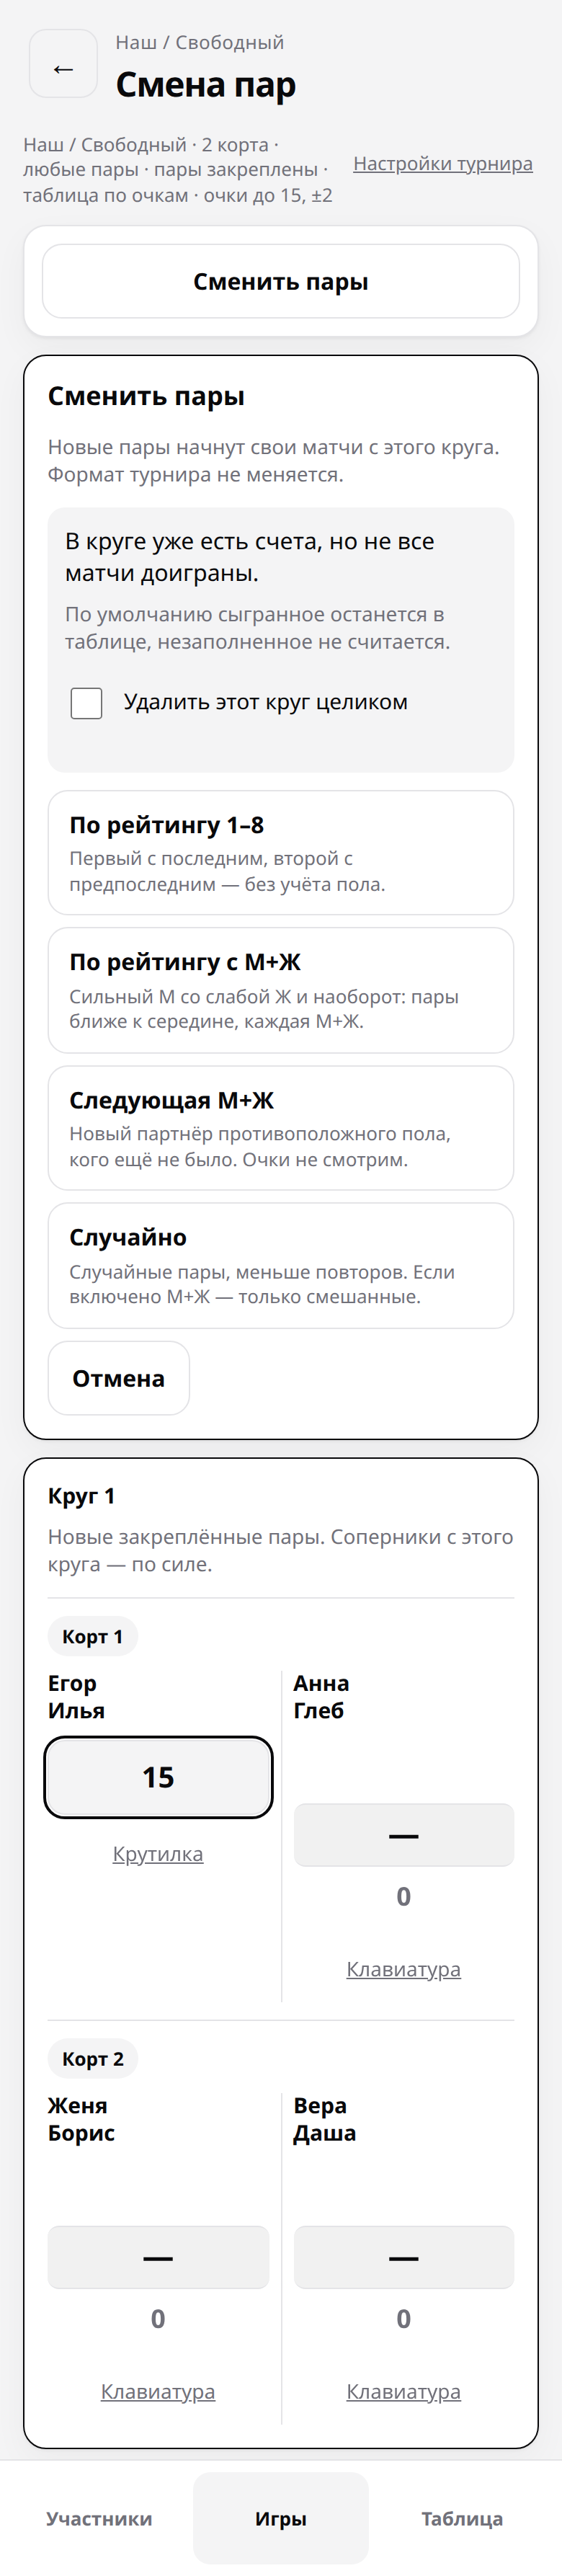 ←
Наш / Свободный
Смена пар
Наш / Свободный · 2 корта ·
любые пары · пары закреплены ·
таблица по очкам · очки до 15, ±2
Настройки турнира
Сменить пары
Сменить пары
Новые пары начнут свои матчи с этого круга.
Формат турнира не меняется.
В круге уже есть счета, но не все
матчи доиграны.
По умолчанию сыгранное останется в
таблице, незаполненное не считается.
Удалить этот круг целиком
По рейтингу 1–8
Первый с последним, второй с
предпоследним — без учёта пола.
По рейтингу с М+Ж
Сильный М со слабой Ж и наоборот: пары
ближе к середине, каждая М+Ж.
Следующая М+Ж
Новый партнёр противоположного пола,
кого ещё не было. Очки не смотрим.
Случайно
Случайные пары, меньше повторов. Если
включено М+Ж — только смешанные.
Отмена
Круг 1
Новые закреплённые пары. Соперники с этого
круга — по силе.
Корт 1
Егор
Илья
15
Крутилка
Анна
Глеб
—
0
Клавиатура
Корт 2
Женя
Борис
—
0
Клавиатура
Вера
Даша
—
0
Клавиатура
Участники
Игры
Таблица